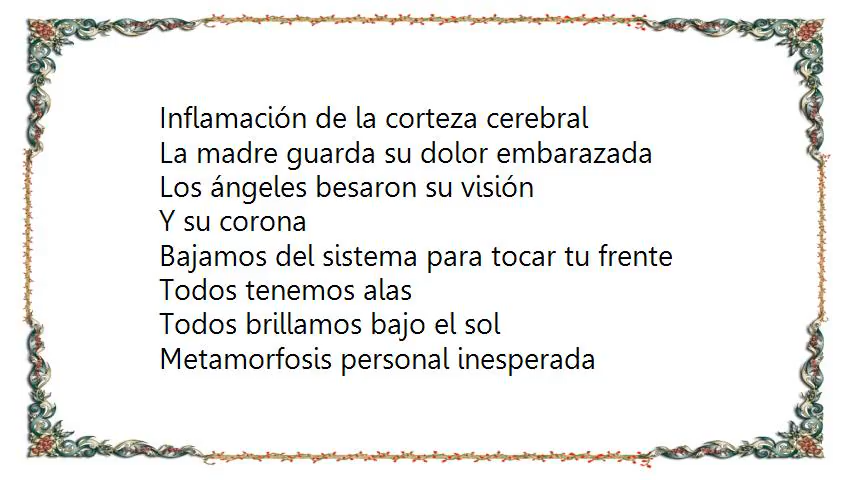 Inflamación de la corteza cerebral
La madre guarda su dolor embarazada
Los ángeles besaron su visión
Y su corona
Bajamos del sistema para tocar tu frente
Todos tenemos alas
Todos brillamos bajo el sol
Metamorfosis personal inesperada